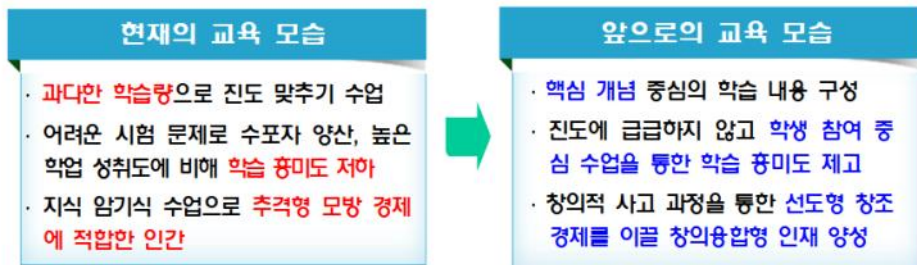 현재의 교육 모습
· 과다한 학습량으로 진도 맞추기 수업
· 어려운 시험 문제로 수포자 양산, 높은
학업 성취도에 비해 학습 흥미도 저하
· 지식 암기식 수업으로 추격형 모방 경제
에 적합한 인간
앞으로의 교육 모습
· 핵심 개념 중심의 학습 내용 구성
· 진도에 급급하지 않고 학생 참여 중
심 수업을 통한 학습 흥미도 제고
· 창의적 사고 과정을 통한 선도형 창조
경제를 이끌 창의융합형 인재 양성